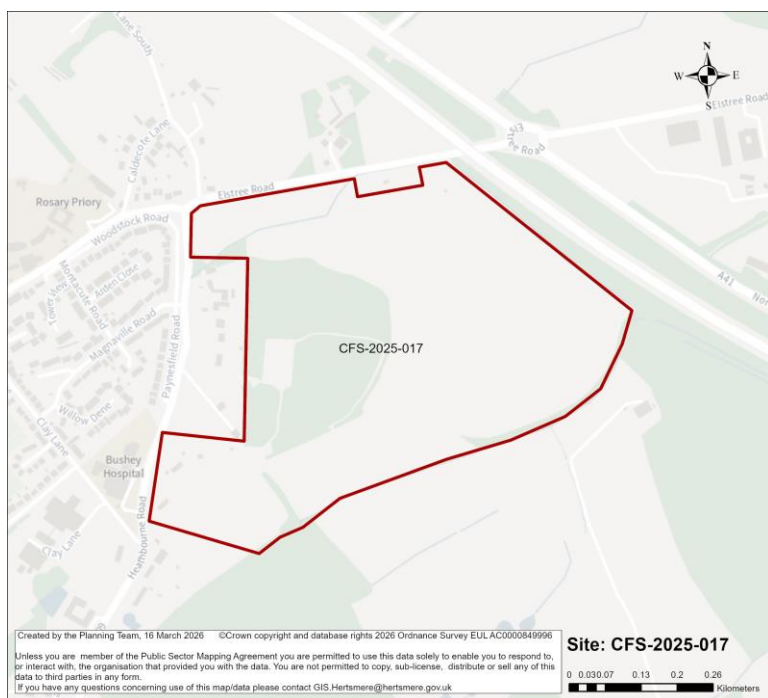 Lane South
N
W E
S
Elstree Road
Elstree Road
Caldecote Lane
Elstree Road
Rosary Priory
Woodstock Road
Montacute Road
Alden Close
Magnaville Road
Paynesfield Road
A41
CFS-2025-017
Willow Dene
Clay Lane
Bushey
Hospital
Heathbourne Road
Clay Lane
Created by the Planning Team, 16 March 2026 ©Crown copyright and database rights 2026 Ordnance Survey EUL AC0000849996
Unless you are member of the Public Sector Mapping Agreement you are permitted to use this data solely to enable you to respond to,
or interact with, the organisation that provided you with the data. You are not permitted to copy, sub-license, distribute or sell any of this
data to third parties in any form.
If you have any questions concerning use of this map/data please contact GIS.Hertsmere@hertsmere.gov.uk
Site: CFS-2025-017
0 0.030.07 0.13 0.2 0.26
Kilometers